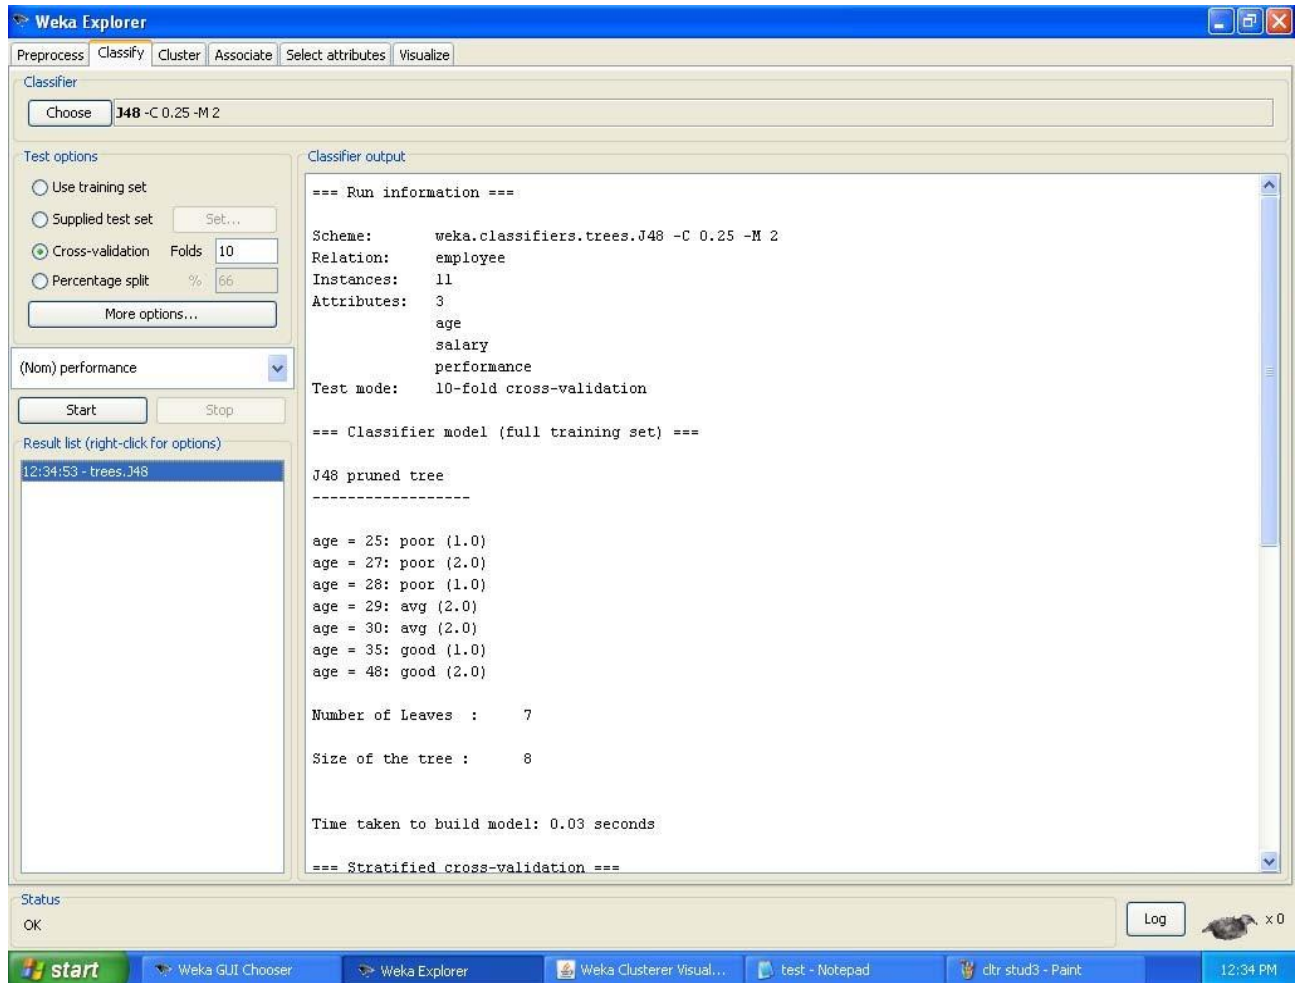 Weka Explorer
Preprocess Classify Cluster Associate Select attributes Visualize
Classifier
Choose J48 -C 0.25 -M 2
Test options
Use training set
Supplied test set Set...
Cross-validation Folds 10
Percentage split % 66
More options...
(Nom) performance
Start Stop
Result list (right-click for options)
12:34:53 - trees.J48
Classifier output
=== Run information ===
Scheme: weka.classifiers.trees.J48 -C 0.25 -M 2
Relation: employee
Instances: 11
Attributes: 3
age
salary
performance
Test mode: 10-fold cross-validation
=== Classifier model (full training set) ===
J48 pruned tree
------------------
age = 25: poor (1.0)
age = 27: poor (2.0)
age = 28: poor (1.0)
age = 29: avg (2.0)
age = 30: avg (2.0)
age = 35: good (1.0)
age = 48: good (2.0)
Number of Leaves : 7
Size of the tree : 8
Time taken to build model: 0.03 seconds
=== Stratified cross-validation ===
Status
OK
Log x 0
start Weka GUI Chooser Weka Explorer Weka Clusterer Visual... test - Notepad cltr stud3 - Paint 12:34 PM